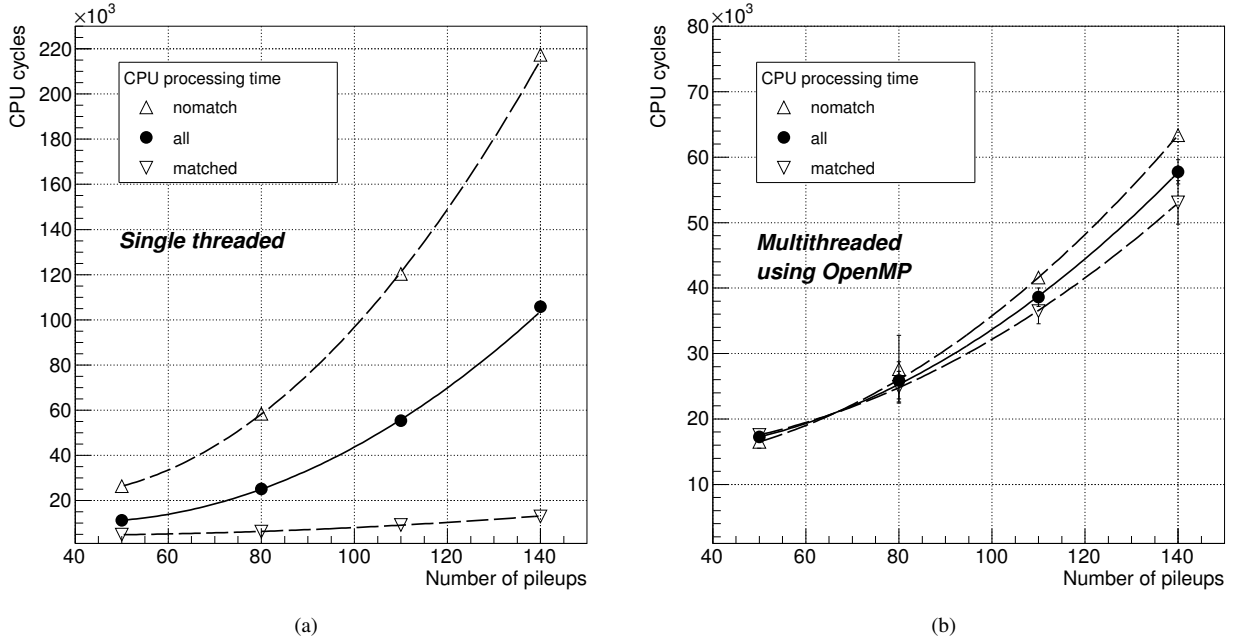 ×10³
CPU cycles
220
200
180
160
140
120
100
80
60
40
20
CPU processing time
nomatch
all
matched
Single threaded
40 60 80 100 120 140
Number of pileups
(a)
×10³
CPU cycles
80
70
60
50
40
30
20
10
CPU processing time
nomatch
all
matched
Multithreaded
using OpenMP
40 60 80 100 120 140
Number of pileups
(b)